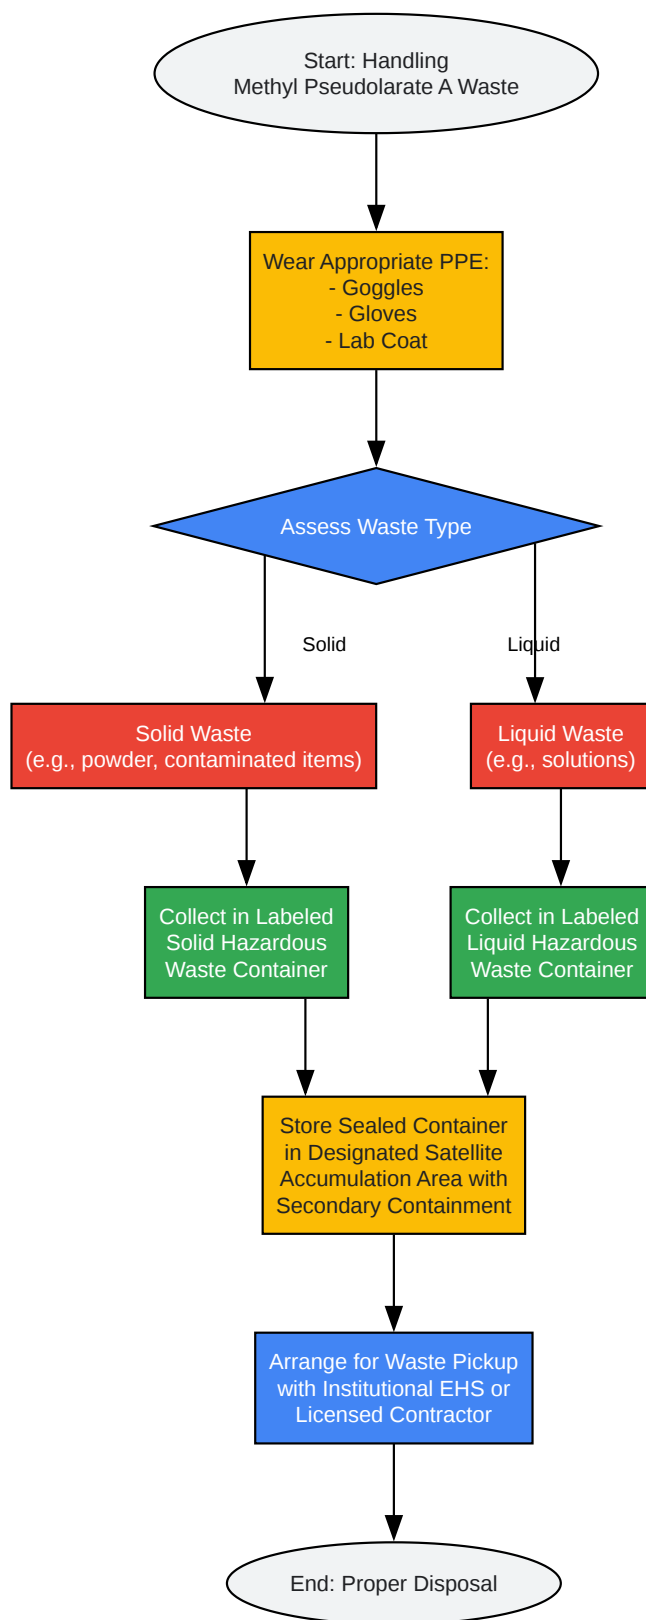 Start: Handling
Methyl Pseudolarate A Waste
Wear Appropriate PPE:
- Goggles
- Gloves
- Lab Coat
Assess Waste Type
Solid
Liquid
Solid Waste
(e.g., powder, contaminated items)
Liquid Waste
(e.g., solutions)
Collect in Labeled
Solid Hazardous
Waste Container
Collect in Labeled
Liquid Hazardous
Waste Container
Store Sealed Container
in Designated Satellite
Accumulation Area with
Secondary Containment
Arrange for Waste Pickup
with Institutional EHS or
Licensed Contractor
End: Proper Disposal